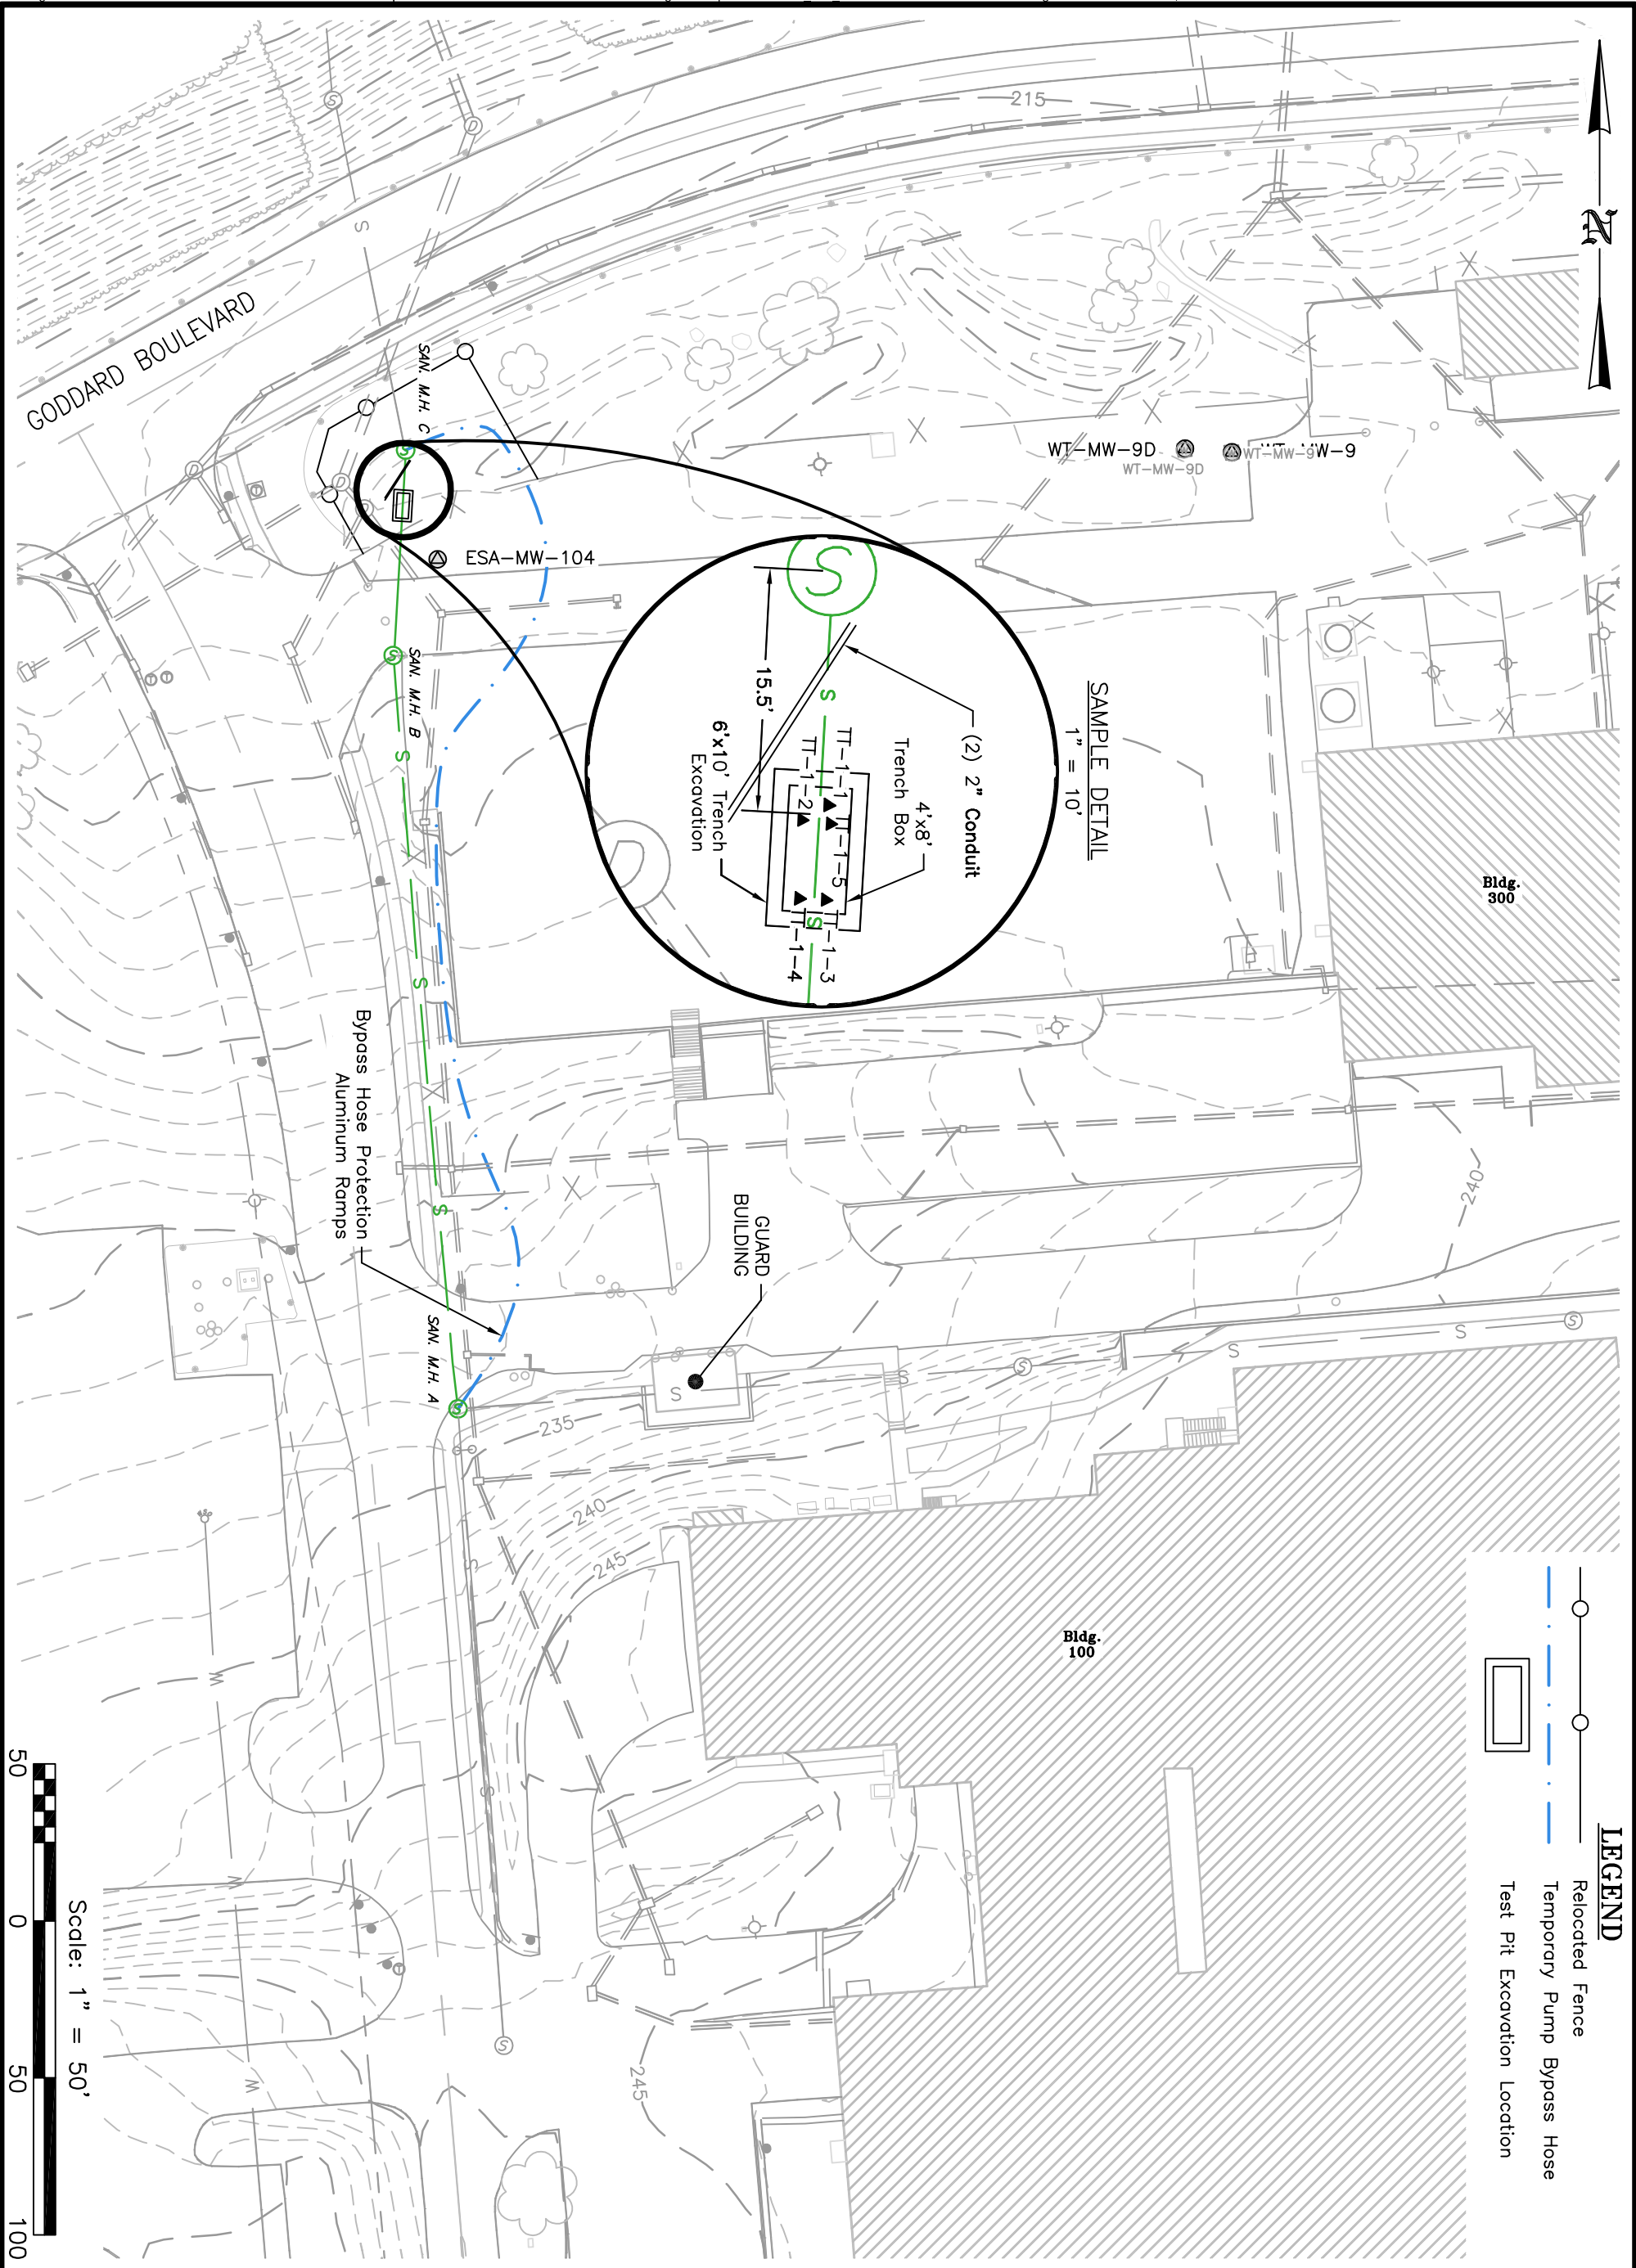 N
215
GODDARD BOULEVARD
SAN. M.H. C
WT-MW-9D
WT-MW-9D
WT-MW-9
W-9
ESA-MW-104
SAN. M.H. B
SAMPLE DETAIL
1" = 10'
(2) 2" Conduit
4'x8'
Trench Box
15.5'
6'x10' Trench
Excavation
TT-1-1
TT-1-2
TT-1-5
-1-3
-1-4
S
S
S
Bldg.
300
Bypass Hose Protection
Aluminum Ramps
GUARD
BUILDING
SAN. M.H. A
235
240
245
240
245
Bldg.
100
LEGEND
Relocated Fence
Temporary Pump Bypass Hose
Test Pit Excavation Location
Scale: 1" = 50'
50 0 50 100